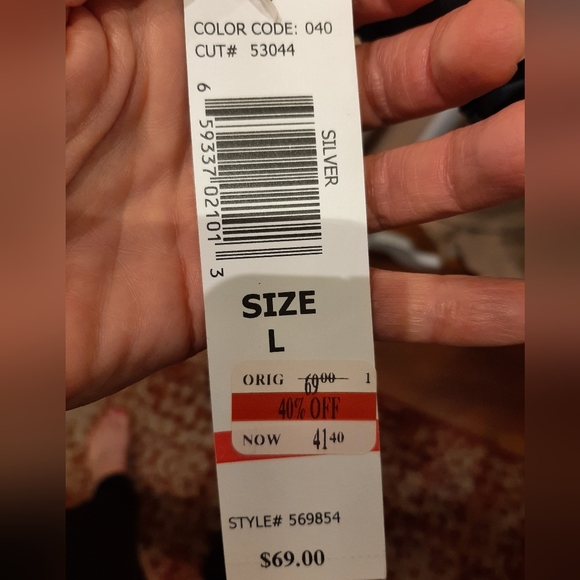 COLOR CODE: 040
CUT# 53044
6 59337 02101 3
SILVER
SIZE
L
ORIG 69.00 1
40% OFF
NOW 41.40
STYLE# 569854
$69.00